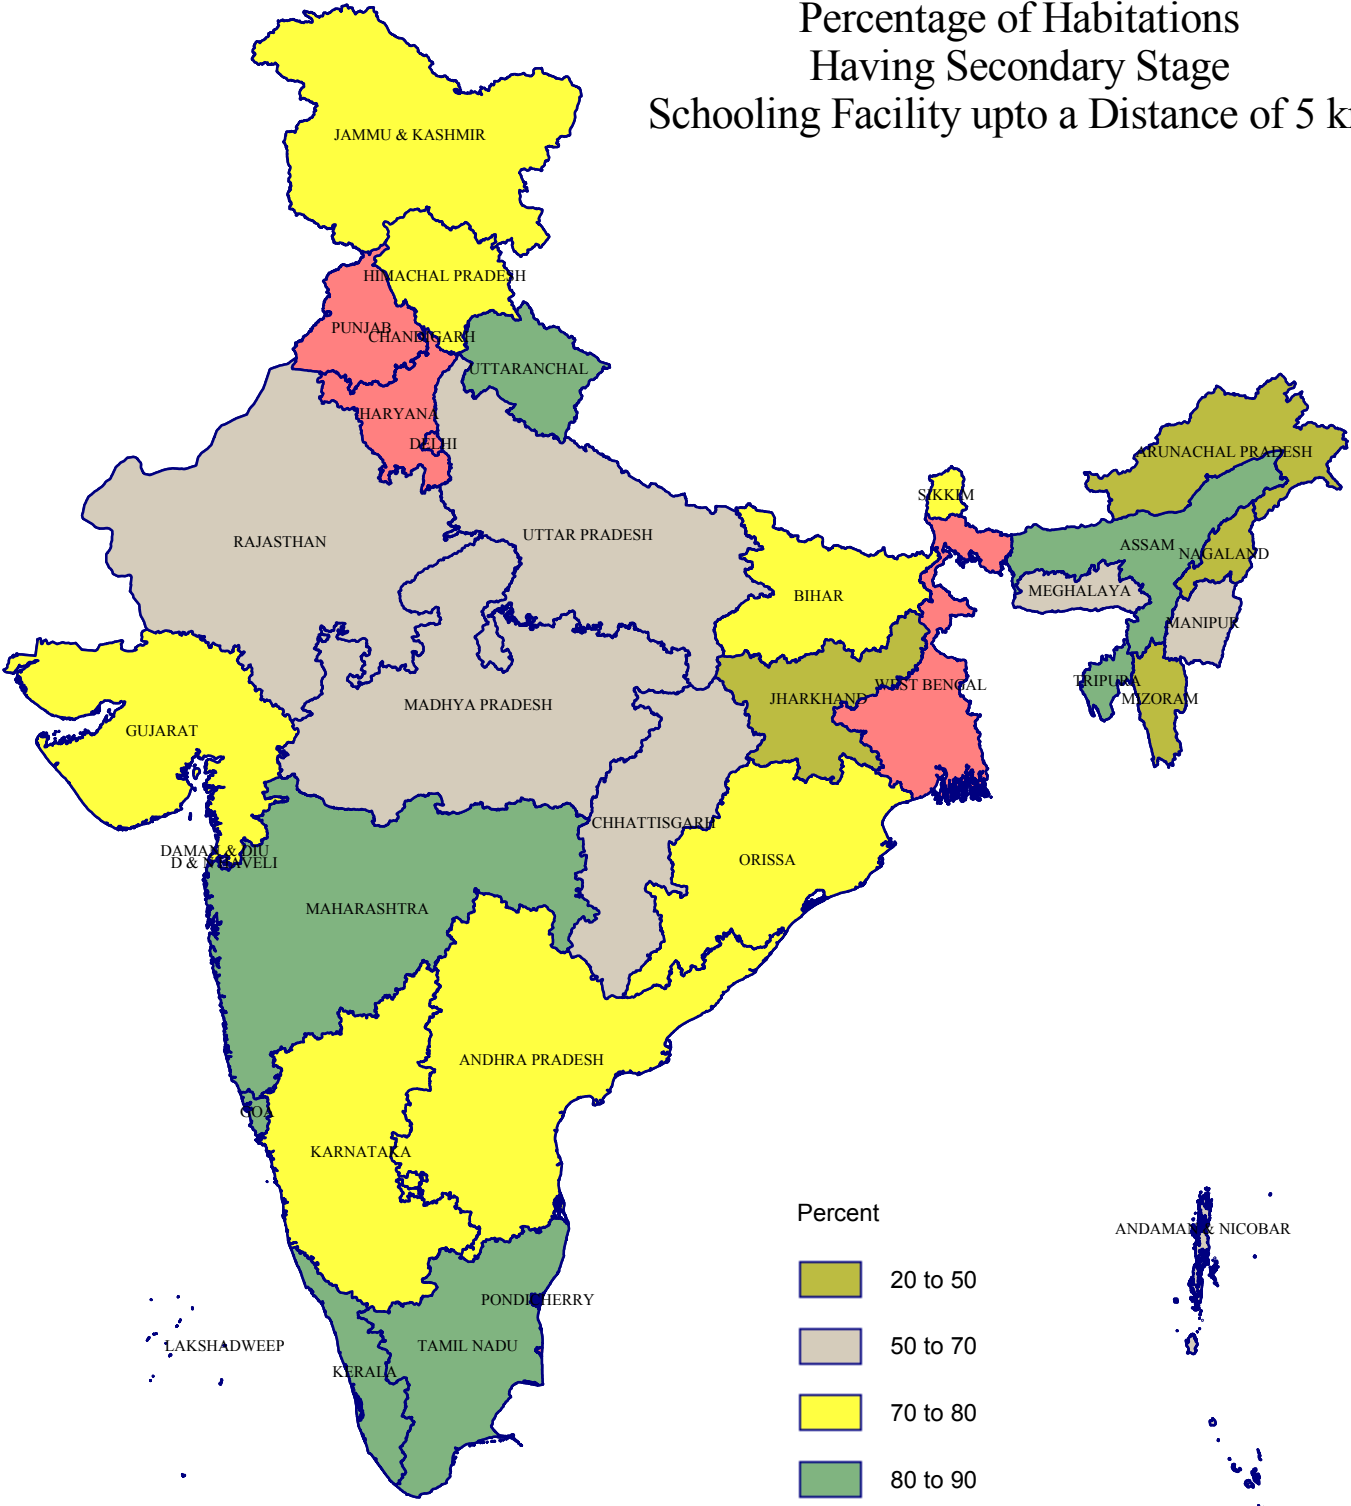 Percentage of Habitations
Having Secondary Stage
Schooling Facility upto a Distance of 5
JAMMU & KASHMIR
HIMACHAL PRADESH
PUNJAB
CHANDIGARH
UTTARANCHAL
HARYANA
DELHI
ARUNACHAL PRADESH
SIKKIM
RAJASTHAN
UTTAR PRADESH
ASSAM
NAGALAND
BIHAR
MEGHALAYA
MANIPUR
TRIPURA
WEST BENGAL
JHARKHAND
MIZORAM
MADHYA PRADESH
GUJARAT
CHHATTISGARH
DAMAN & DIU
D & N HAVELI
ORISSA
MAHARASHTRA
ANDHRA PRADESH
GOA
KARNATAKA
Percent
ANDAMAN & NICOBAR
20 to 50
PONDICHERRY
LAKSHADWEEP
TAMIL NADU
50 to 70
KERALA
70 to 80
80 to 90